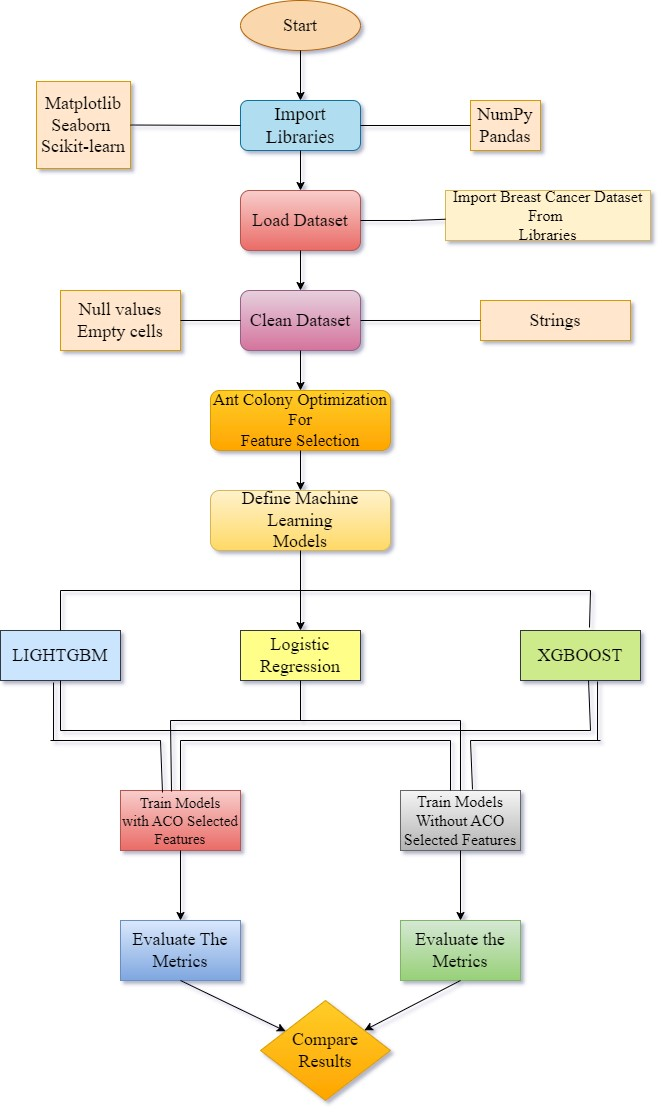 Start
Matplotlib
Seaborn
Scikit-learn
Import
Libraries
NumPy
Pandas
Load Dataset
Import Breast Cancer Dataset
From
Libraries
Null values
Empty cells
Clean Dataset
Strings
Ant Colony Optimization
For
Feature Selection
Define Machine
Learning
Models
LIGHTGBM
Logistic
Regression
XGBOOST
Train Models
with ACO Selected
Features
Train Models
Without ACO
Selected Features
Evaluate The
Metrics
Evaluate the
Metrics
Compare
Results